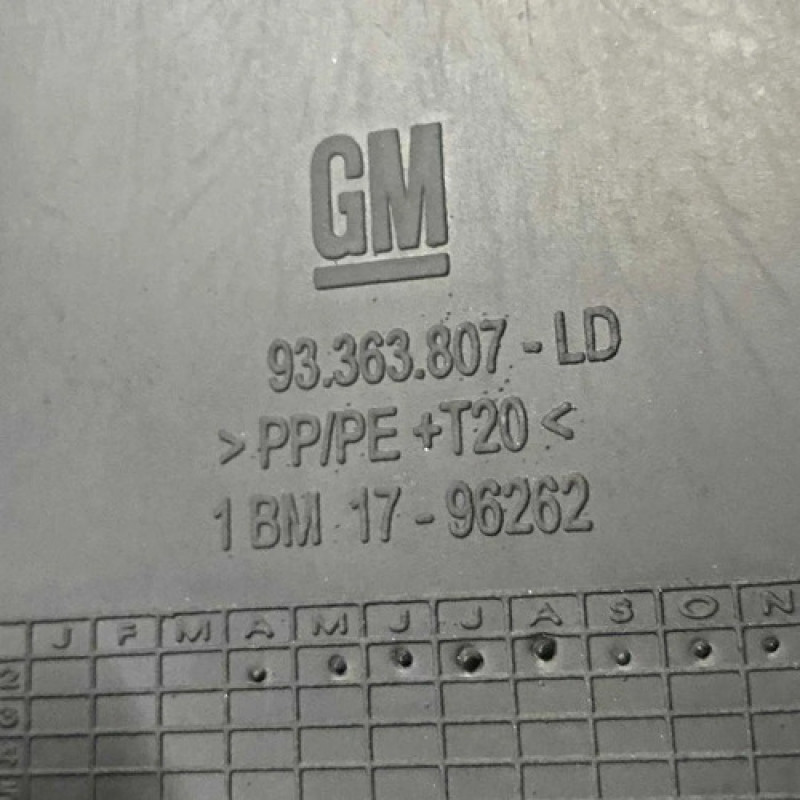 GM
93.363.807-LD
>PP/PE +T20<
1 BM 17-96262
J F M A M J J A S O N